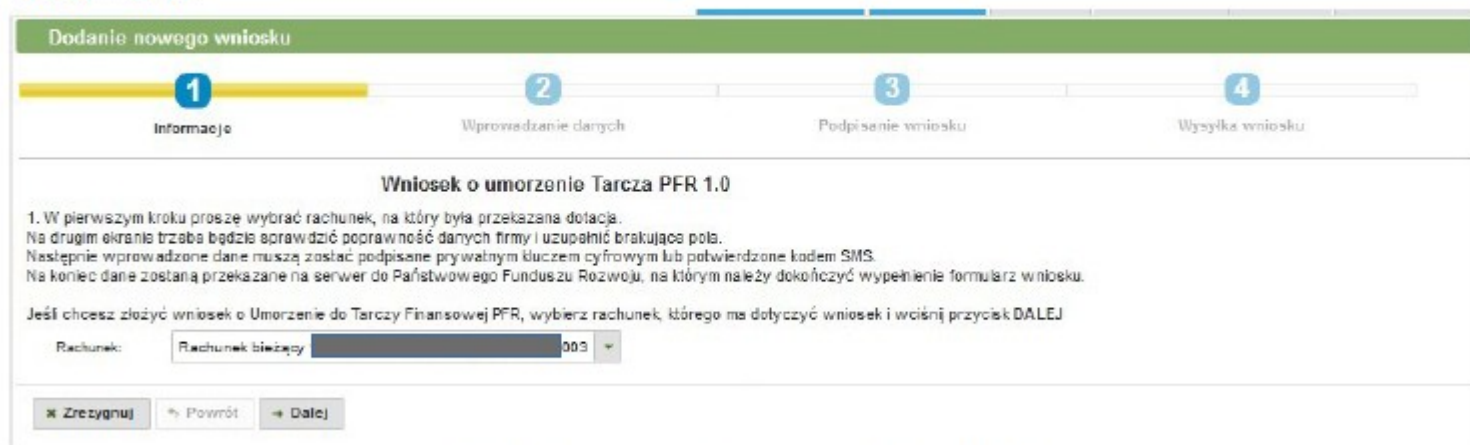 Dodanie nowego wniosku
1 2 3 4
Informacje Wprowadzanie danych Podpisanie wniosku Wysyłka wniosku
Wniosek o umorzenie Tarcza PFR 1.0
1. W pierwszym kroku proszę wybrać rachunek, na który była przekazana dotacja.
Na drugim ekranie trzeba będzie sprawdzić poprawność danych firmy i uzupełnić brakujące pola.
Następnie wprowadzone dane muszą zostać podpisane prywatnym kluczem cyfrowym lub potwierdzone kodem SMS.
Na koniec dane zostaną przekazane na serwer do Państwowego Funduszu Rozwoju, na którym należy dokończyć wypełnienie formularz wniosku.
Jeśli chcesz złożyć wniosek o Umorzenie do Tarczy Finansowej PFR, wybierz rachunek, którego ma dotyczyć wniosek i wciśnij przycisk DALEJ
Rachunek: Rachunek bieżący 003
Zrezygnuj Powrót Dalej